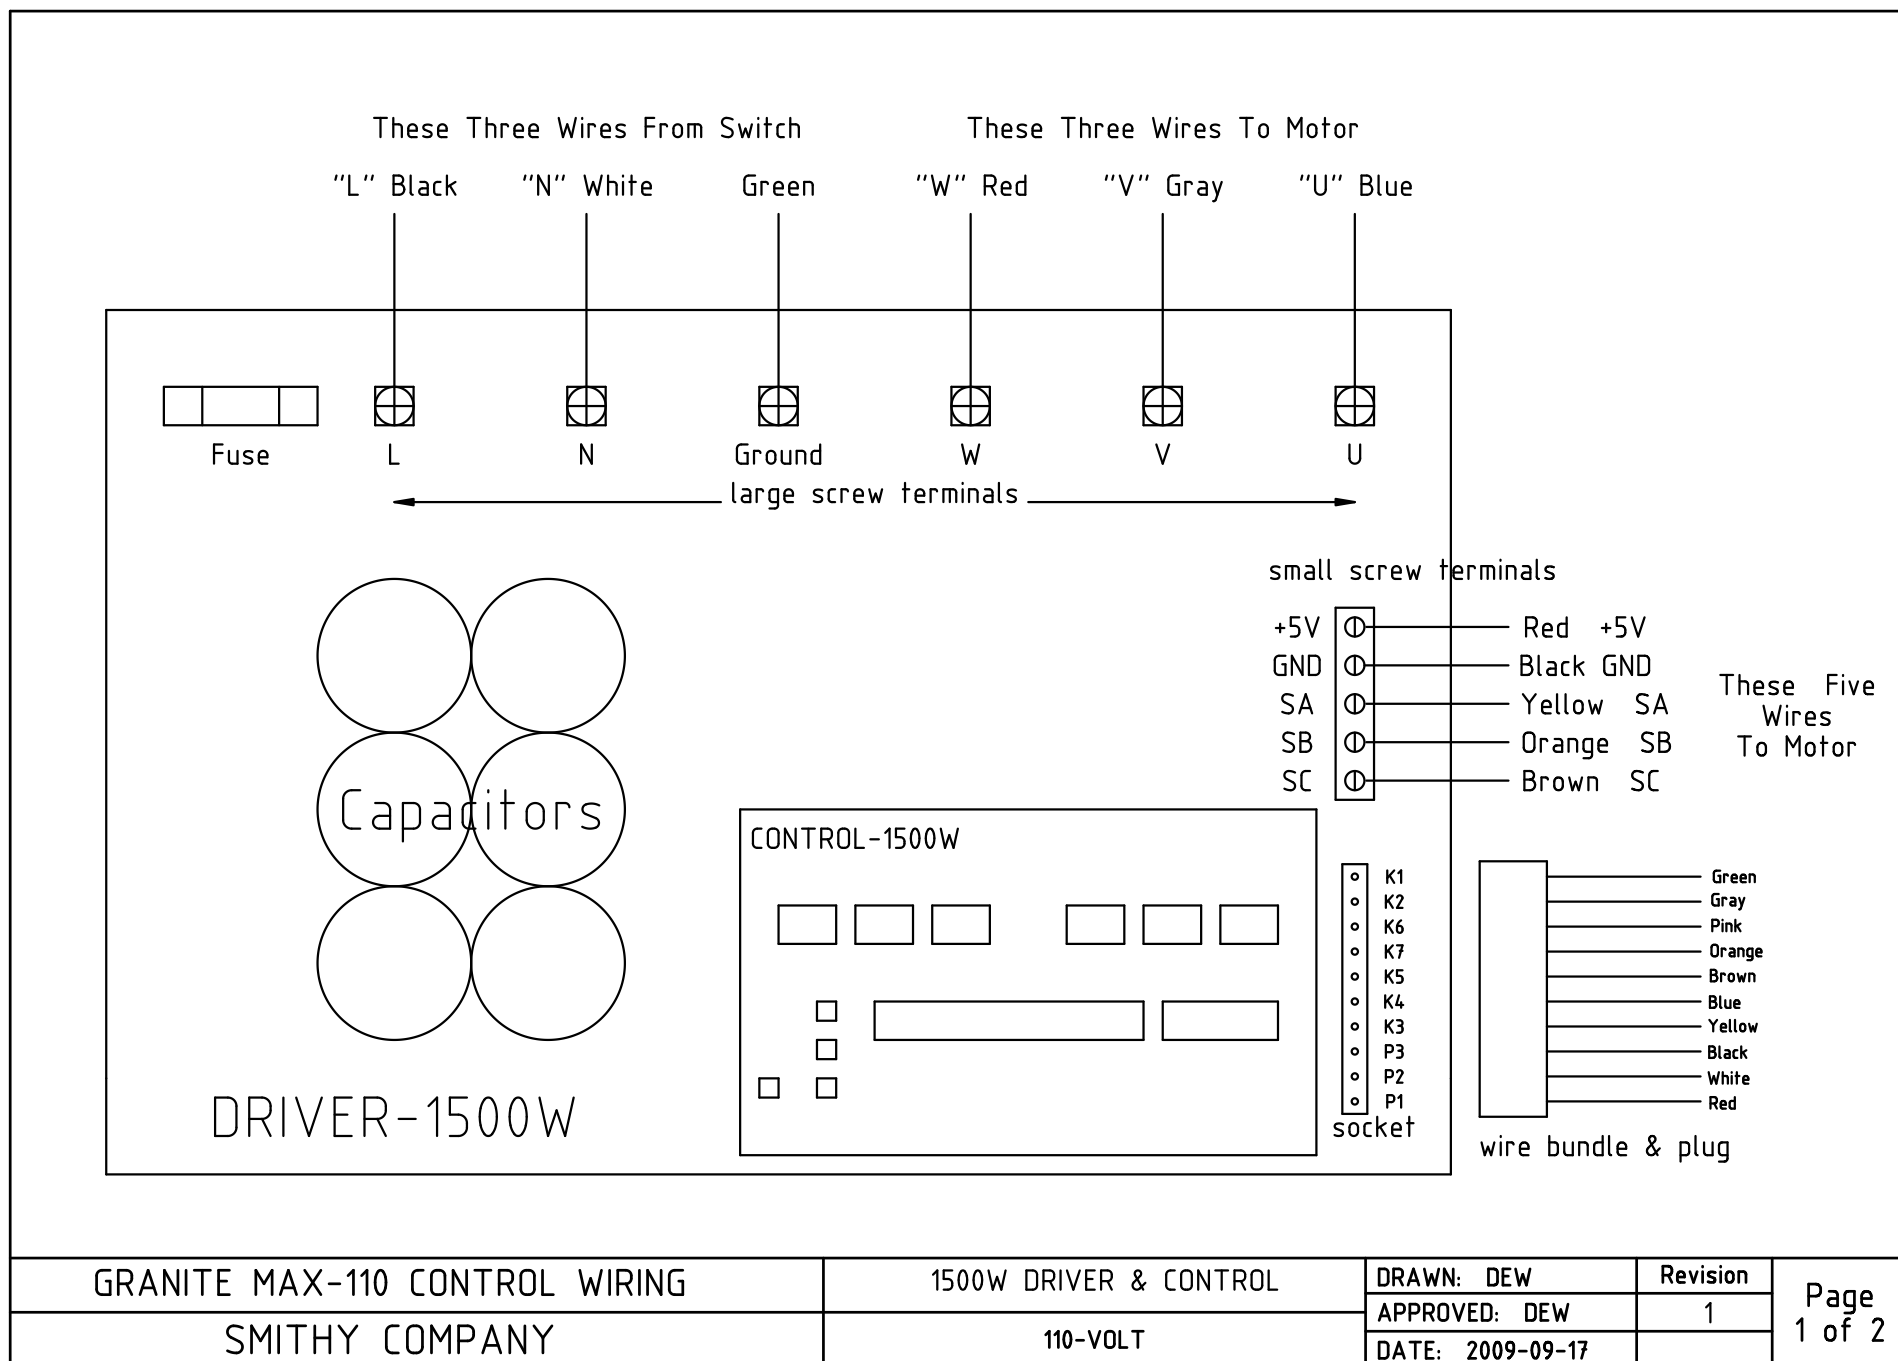 These Three Wires From Switch
These Three Wires To Motor
"L" Black
"N" White
Green
"W" Red
"V" Gray
"U" Blue
Fuse
L
N
Ground
W
V
U
large screw terminals
small screw terminals
+5V
Red +5V
GND
Black GND
SA
Yellow SA
SB
Orange SB
SC
Brown SC
These Five
Wires
To Motor
Capacitors
CONTROL-1500W
K1
Green
K2
Gray
K6
Pink
K7
Orange
K5
Brown
K4
Blue
K3
Yellow
P3
Black
P2
White
P1
Red
socket
wire bundle & plug
DRIVER-1500W
GRANITE MAX-110 CONTROL WIRING
SMITHY COMPANY
1500W DRIVER & CONTROL
110-VOLT
DRAWN: DEW
APPROVED: DEW
DATE: 2009-09-17
Revision
1
Page
1 of 2